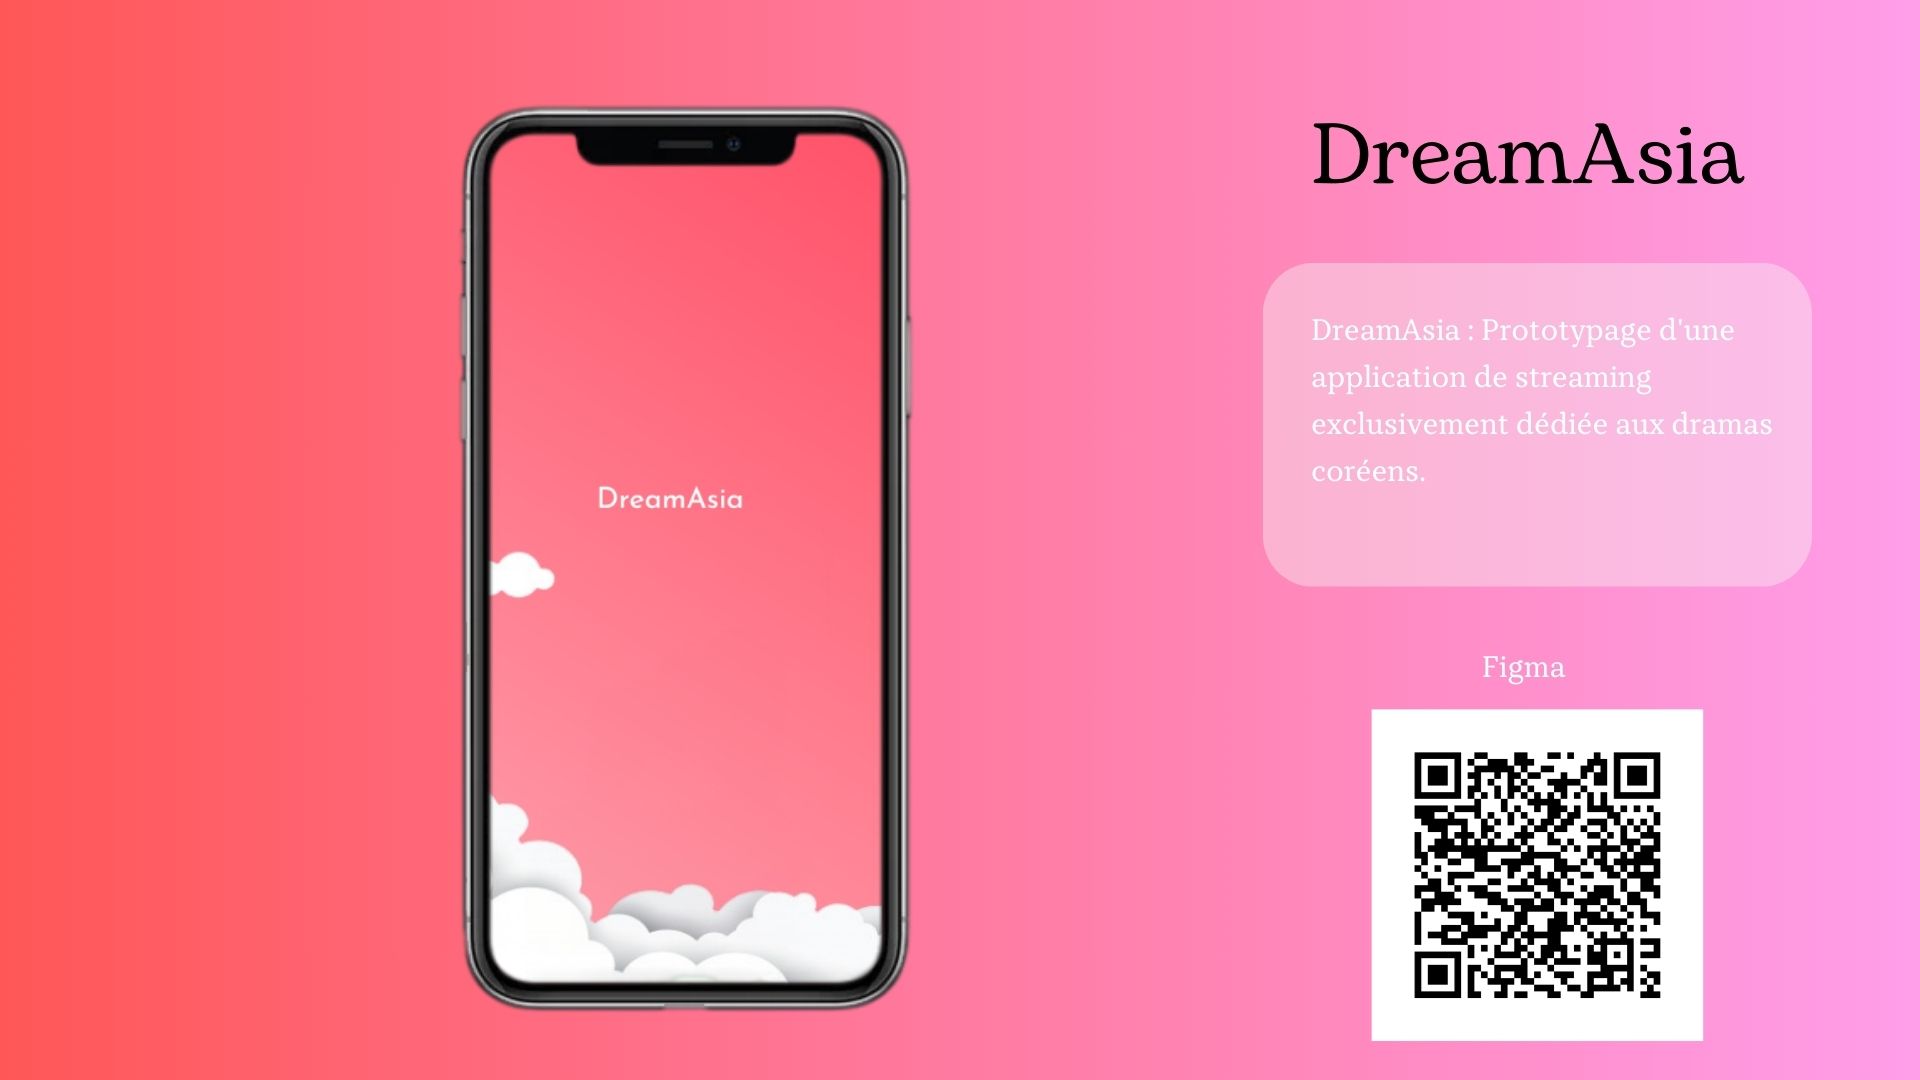 DreamAsia
DreamAsia
DreamAsia : Prototypage d'une
application de streaming
exclusivement dédiée aux dramas
coréens.
Figma